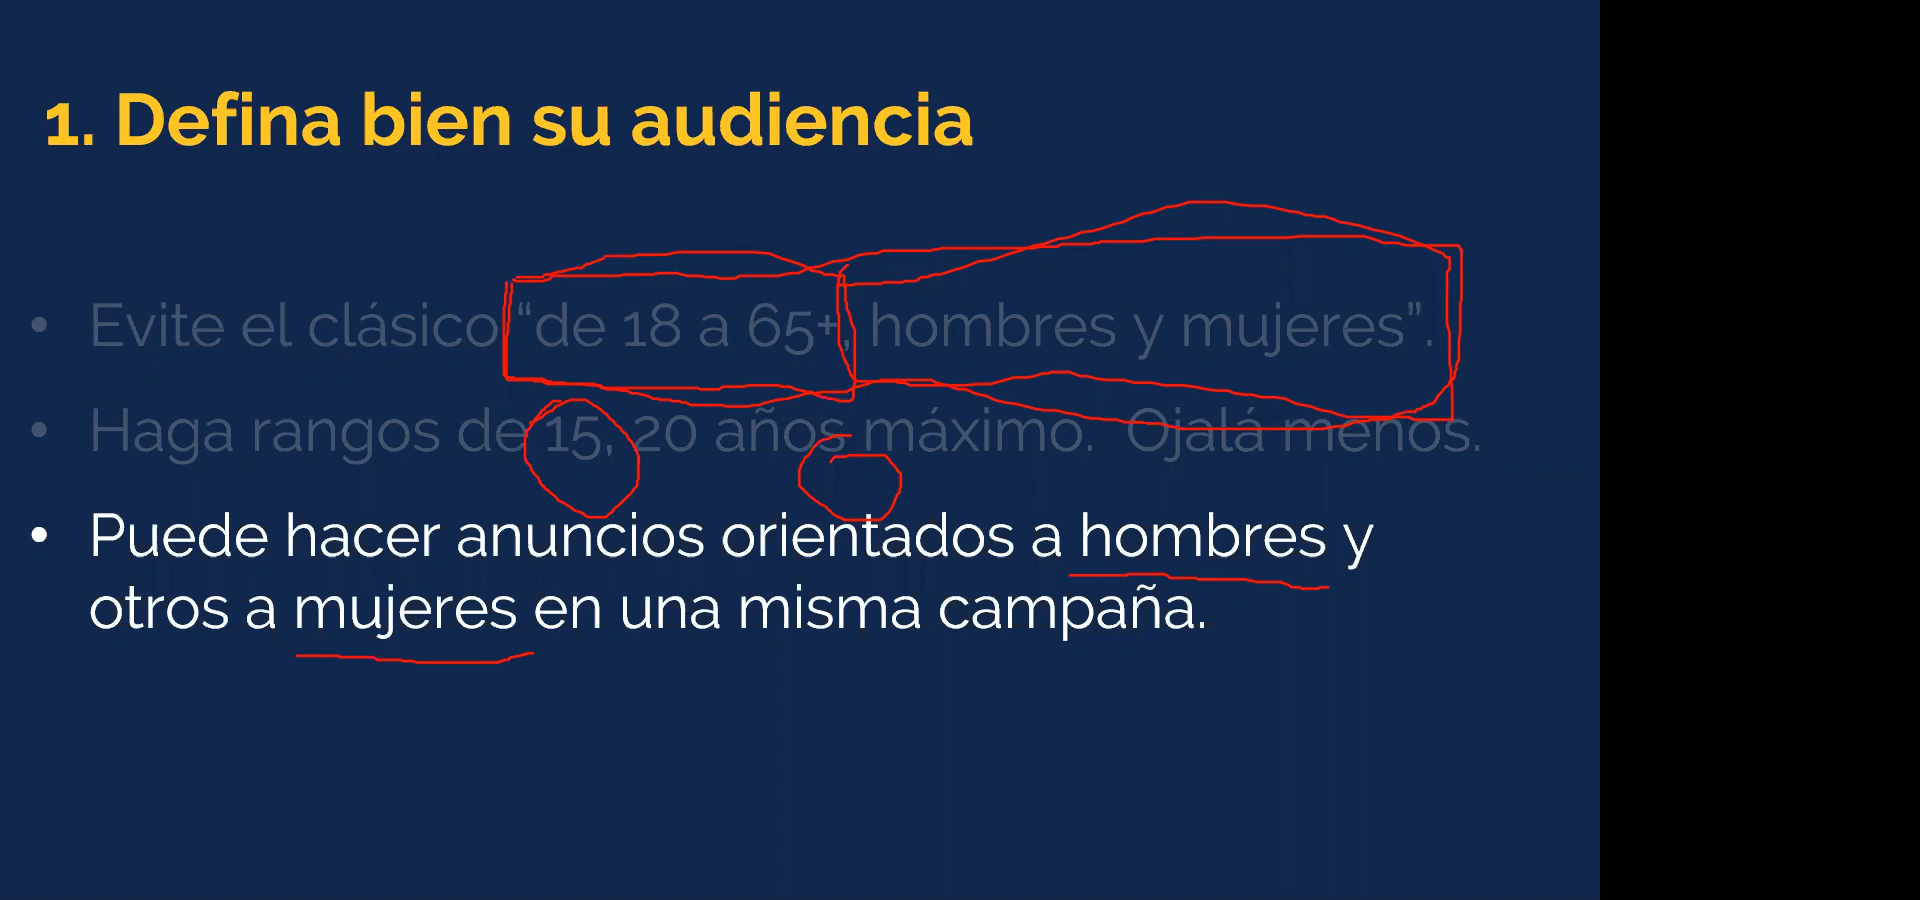 1. Defina bien su audiencia
• Evite el clásico “de 18 a 65+, hombres y mujeres”.
• Haga rangos de 15, 20 años máximo. Ojalá menos.
• Puede hacer anuncios orientados a hombres y
otros a mujeres en una misma campaña.